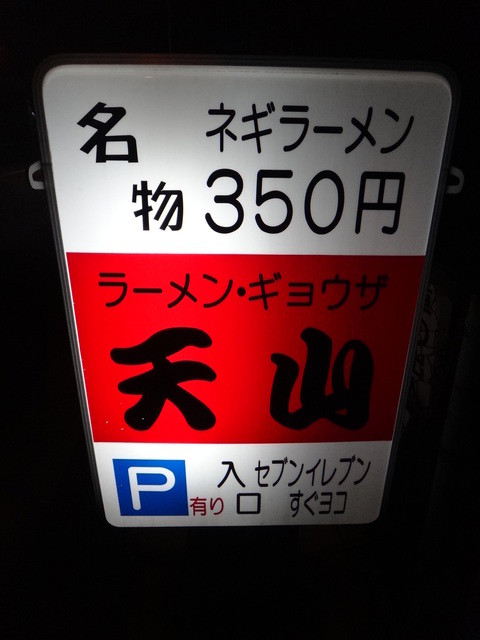 名物 ネギラーメン
350円
ラーメン・ギョウザ
天山
P 有り 入口 セブンイレブン
すぐヨコ